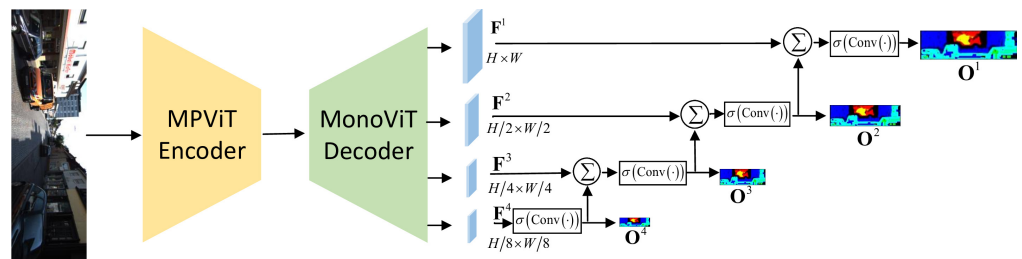 MPViT
Encoder
MonoViT
Decoder
F¹
H×W
Σ
σ(Conv(·))
O¹
F²
H/2×W/2
Σ
σ(Conv(·))
O²
F³
H/4×W/4
Σ
σ(Conv(·))
O³
F⁴
H/8×W/8
σ(Conv(·))
O⁴